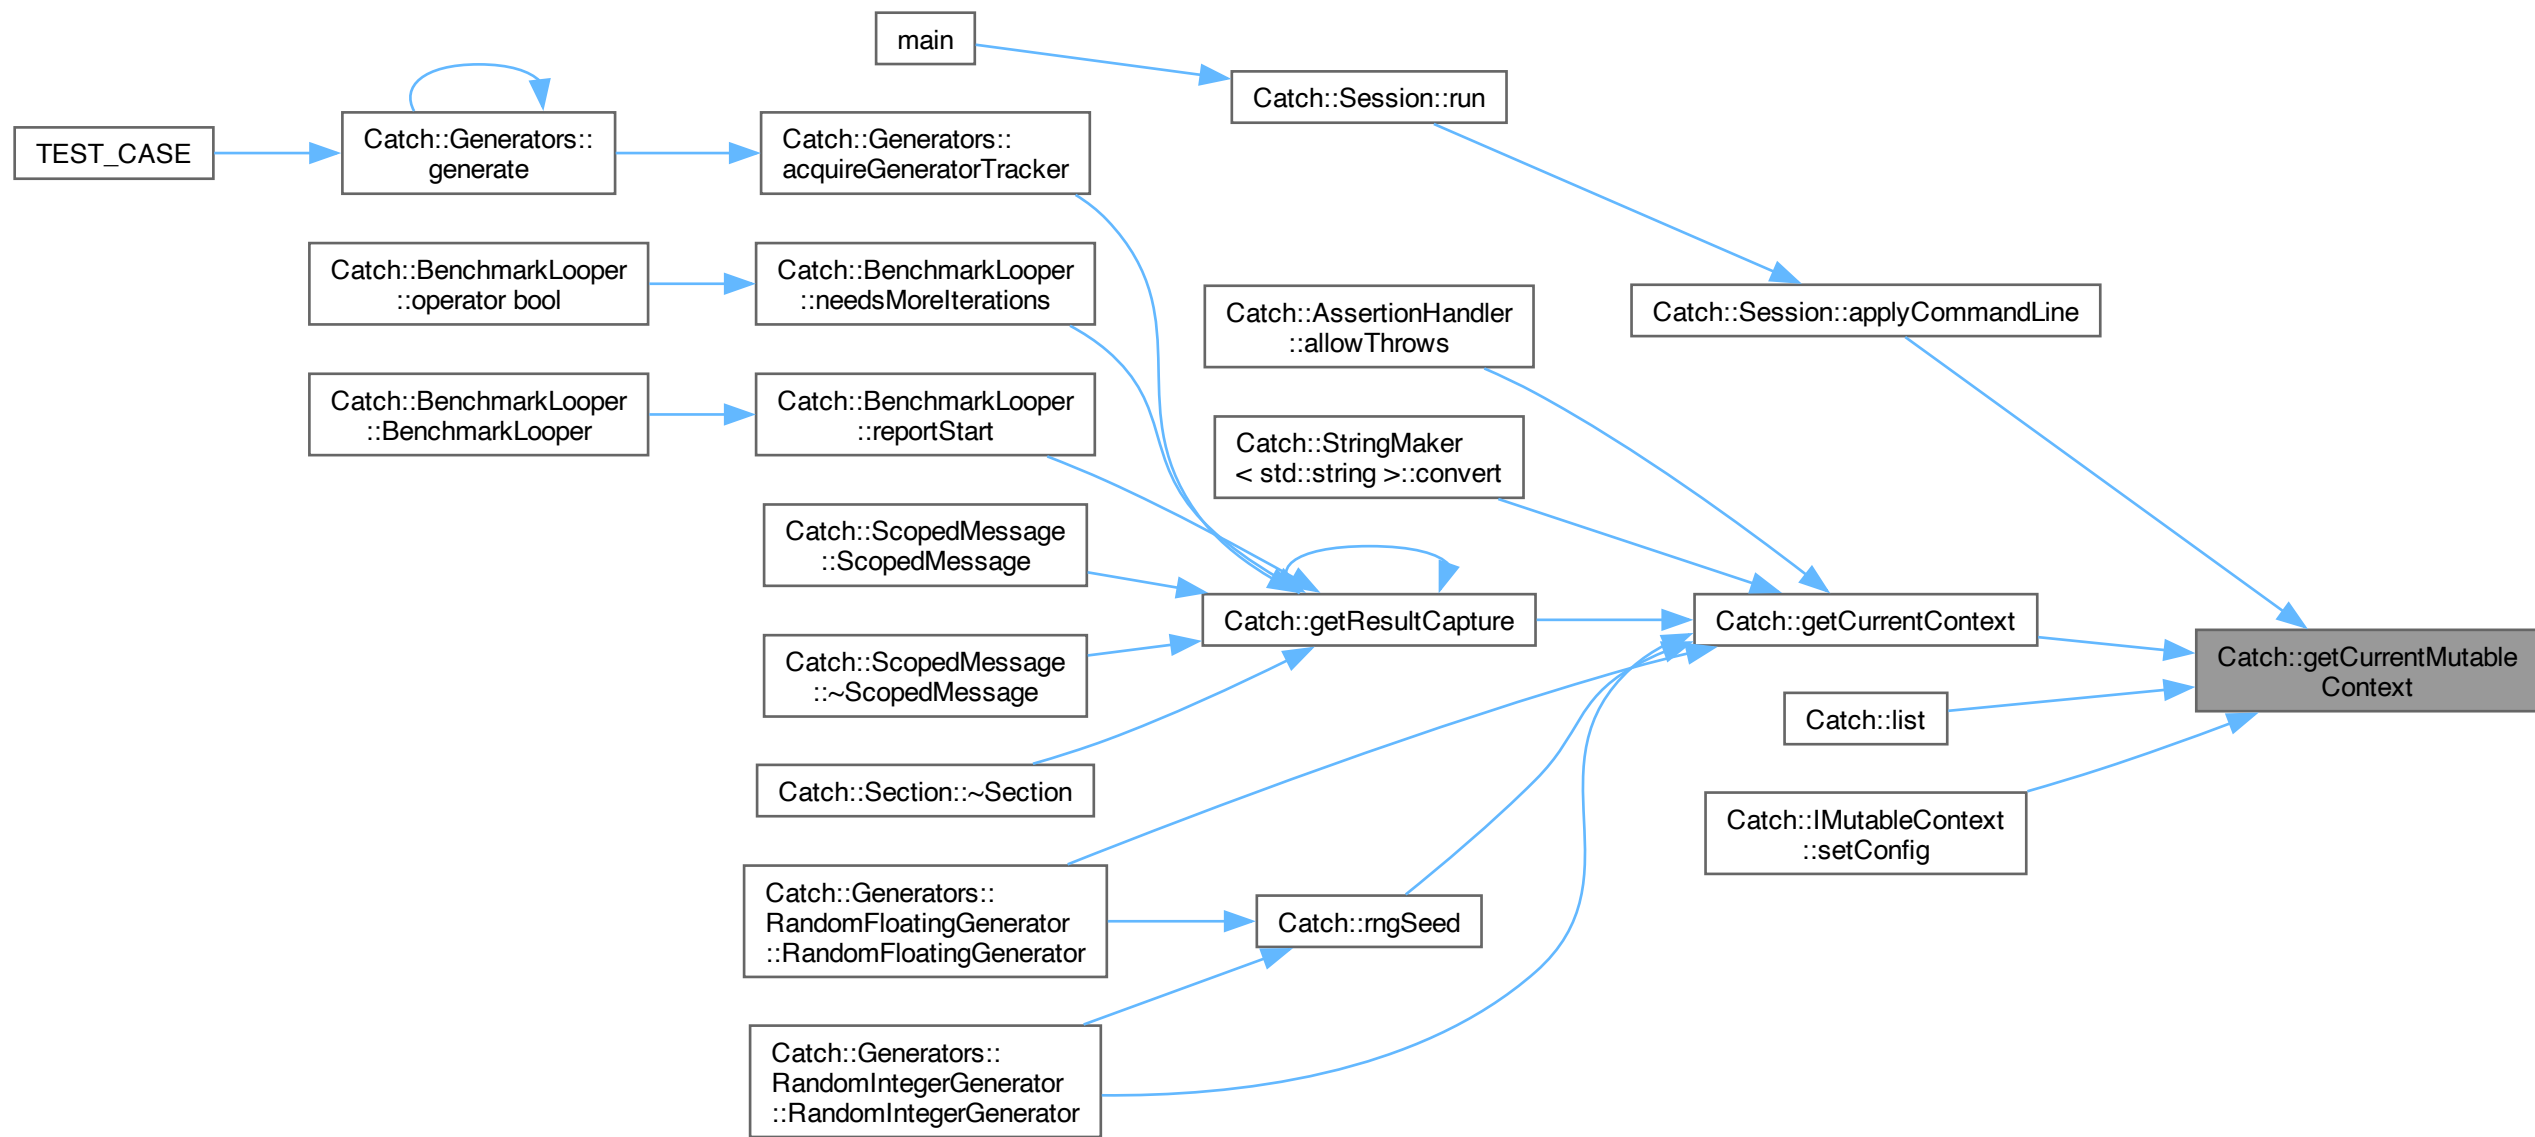 main
Catch::Session::run
TEST_CASE
Catch::Generators::
generate
Catch::Generators::
acquireGeneratorTracker
Catch::BenchmarkLooper
::operator bool
Catch::BenchmarkLooper
::needsMoreIterations
Catch::AssertionHandler
::allowThrows
Catch::Session::applyCommandLine
Catch::BenchmarkLooper
::BenchmarkLooper
Catch::BenchmarkLooper
::reportStart
Catch::StringMaker
< std::string >::convert
Catch::ScopedMessage
::ScopedMessage
Catch::getResultCapture
Catch::getCurrentContext
Catch::getCurrentMutable
Context
Catch::ScopedMessage
::~ScopedMessage
Catch::list
Catch::Section::~Section
Catch::IMutableContext
::setConfig
Catch::Generators::
RandomFloatingGenerator
::RandomFloatingGenerator
Catch::rngSeed
Catch::Generators::
RandomIntegerGenerator
::RandomIntegerGenerator